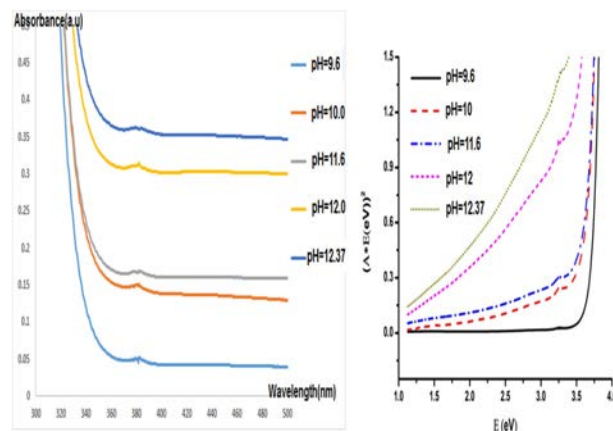 Absorbance(a.u)
0.45
0.4
0.35
0.3
0.25
0.2
0.15
0.1
0.05
0
300 320 340 360 380 400 420 440 460 480 500
Wavelength(nm)
pH=9.6
pH=10.0
pH=11.6
pH=12.0
pH=12.37
(A*E(eV))²
1.5
1.2
0.9
0.6
0.3
0.0
1.0 1.5 2.0 2.5 3.0 3.5
E (eV)
pH=9.6
pH=10
pH=11.6
pH=12
pH=12.37